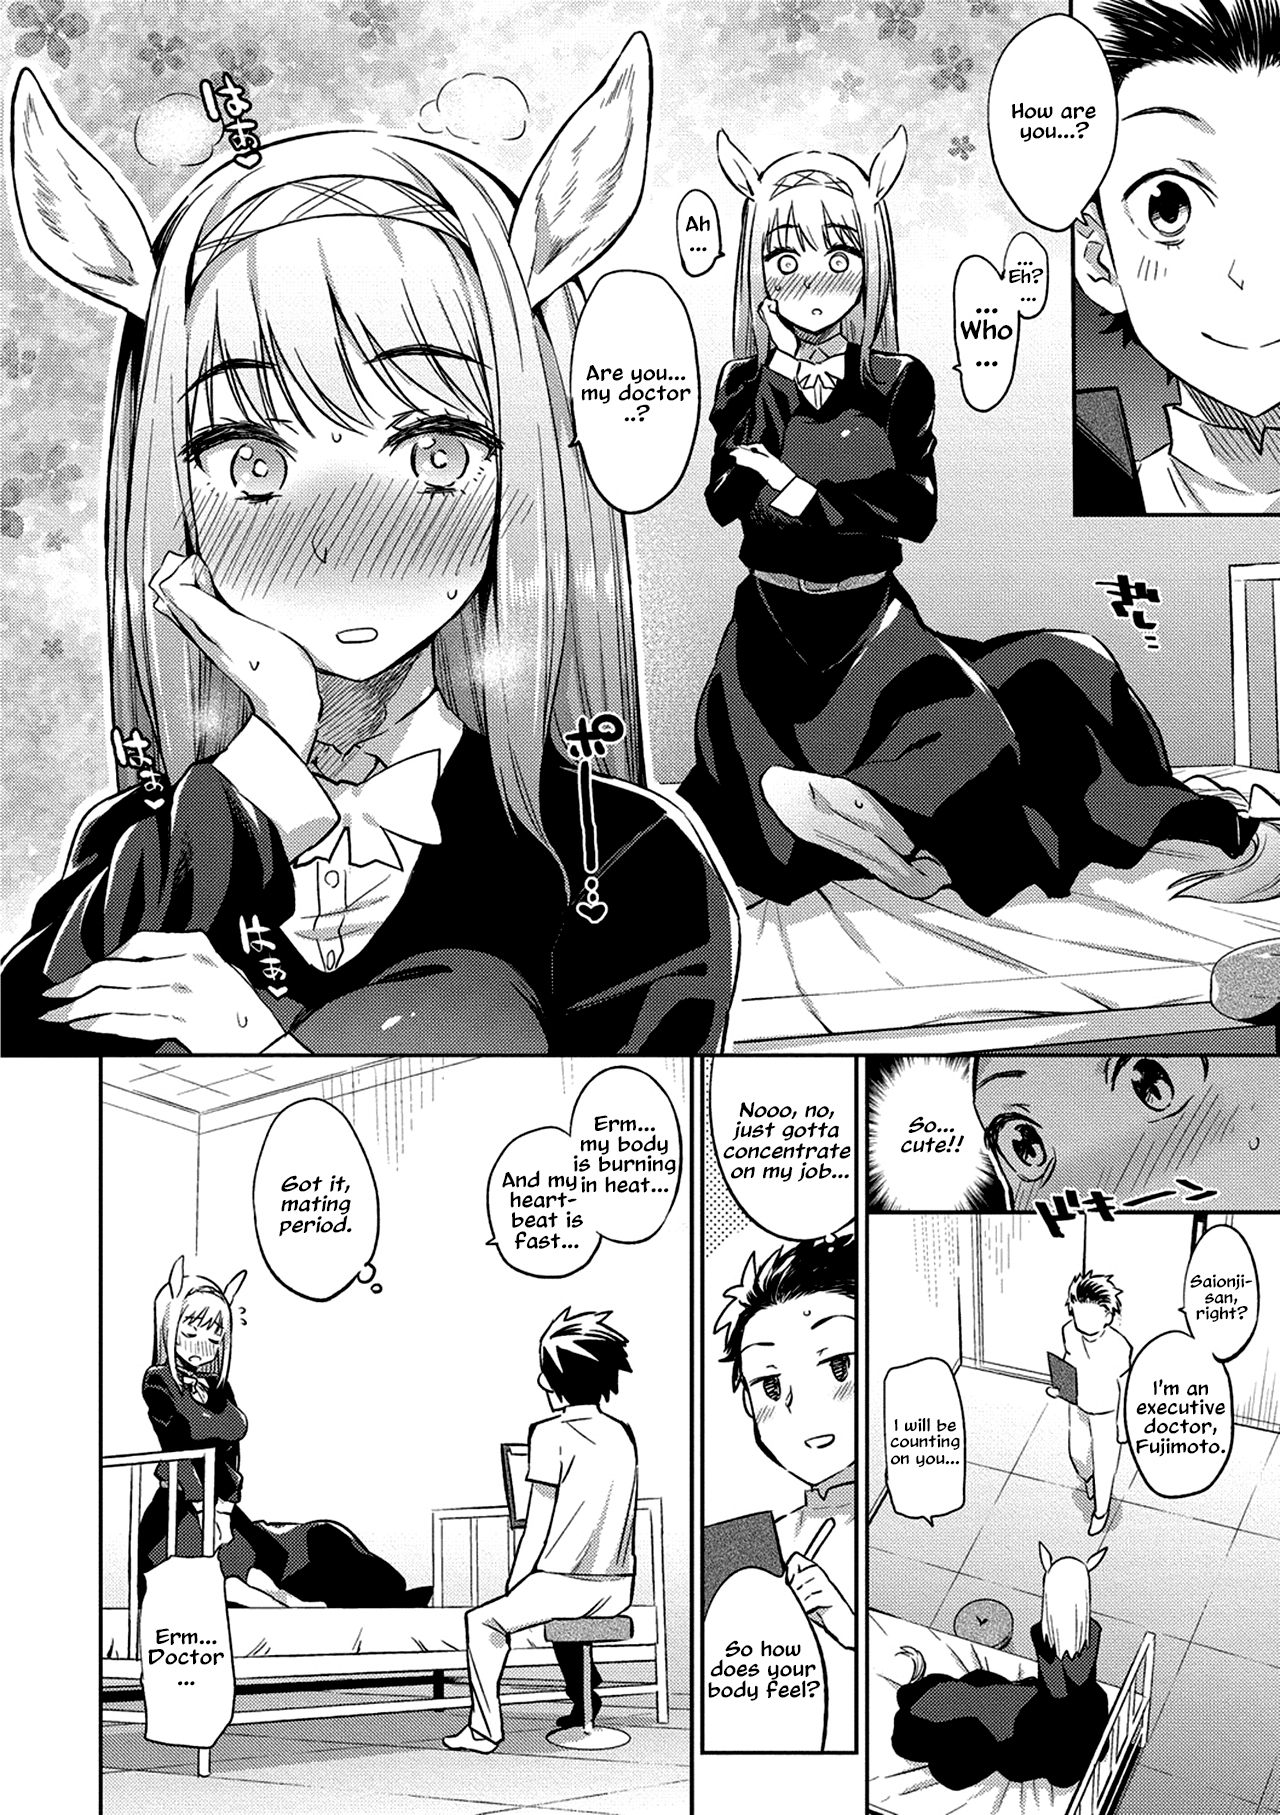 How are
you...?
...
Eh?
...
...
Who
...
Ah
...
Are you...
my doctor
..?
はぁ♡
はぁ♡
はぁ♡
ポー♡
ぎしっ
So...
cute!!
ドキーン
Saionji-
san,
right?
I'm an
executive
doctor,
Fujimoto.
I will be
counting
on you...
Nooo, no,
just gotta
concentrate
on my job...
So how
does your
body feel?
Erm...
my body
is burning
in heat...
And my
heart-
beat is
fast...
Got it,
mating
period.
Erm...
Doctor
...